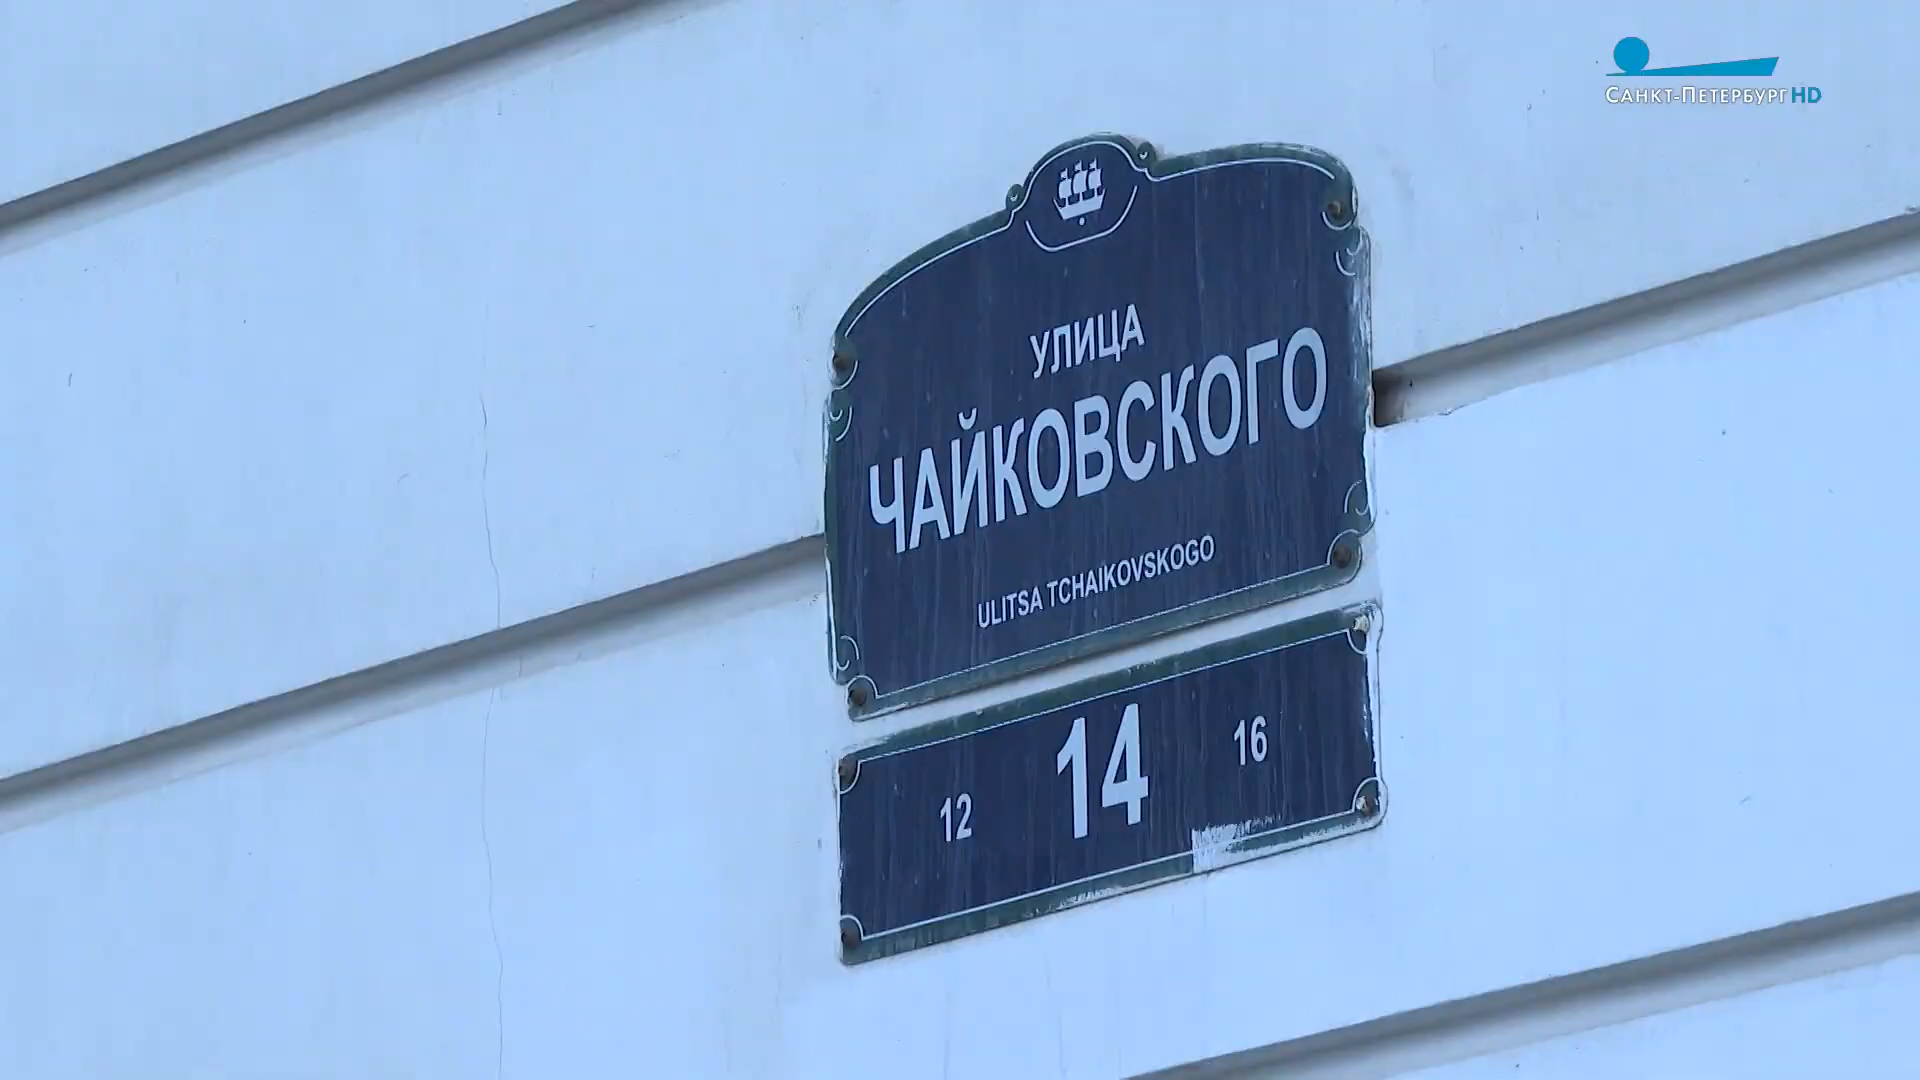 САНКТ-ПЕТЕРБУРГ HD
УЛИЦА
ЧАЙКОВСКОГО
ULITSA TCHAIKOVSKOGO
12 14 16